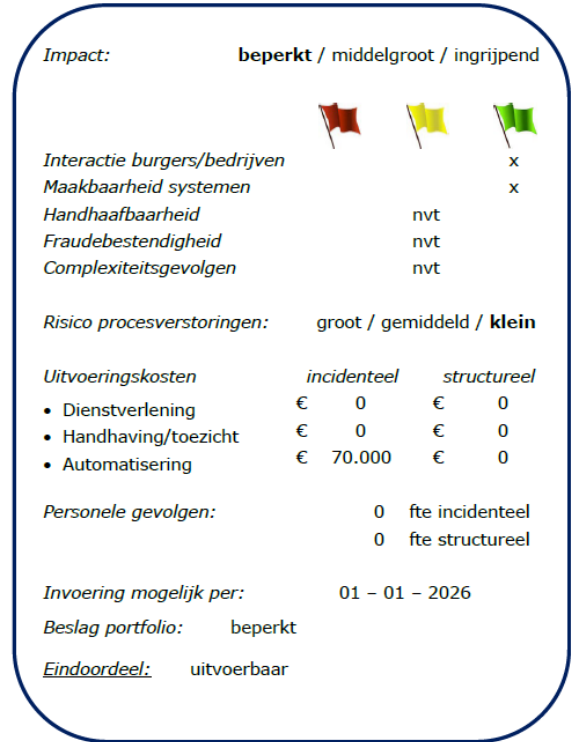 Impact: beperkt / middelgroot / ingrijpend
Interactie burgers/bedrijven x
Maakbaarheid systemen x
Handhaafbaarheid nvt
Fraudebestendigheid nvt
Complexiteitsgevolgen nvt
Risico procesverstoringen: groot / gemiddeld / klein
Uitvoeringskosten incidenteel structureel
• Dienstverlening € 0 € 0
• Handhaving/toezicht € 0 € 0
• Automatisering € 70.000 € 0
Personele gevolgen: 0 fte incidenteel
0 fte structureel
Invoering mogelijk per: 01 – 01 – 2026
Beslag portfolio: beperkt
Eindoordeel: uitvoerbaar